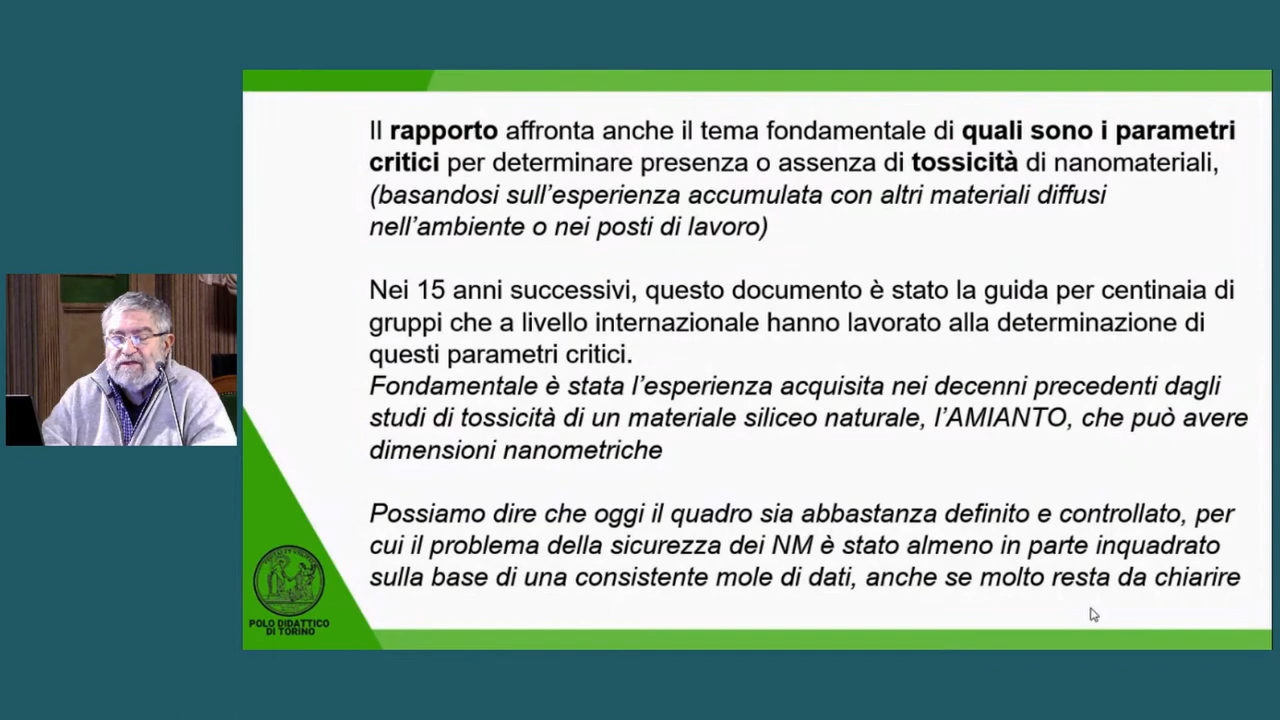 Il rapporto affronta anche il tema fondamentale di quali sono i parametri
critici per determinare presenza o assenza di tossicità di nanomateriali,
(basandosi sull'esperienza accumulata con altri materiali diffusi
nell'ambiente o nei posti di lavoro)
Nei 15 anni successivi, questo documento è stato la guida per centinaia di
gruppi che a livello internazionale hanno lavorato alla determinazione di
questi parametri critici.
Fondamentale è stata l'esperienza acquisita nei decenni precedenti dagli
studi di tossicità di un materiale siliceo naturale, l'AMIANTO, che può avere
dimensioni nanometriche
Possiamo dire che oggi il quadro sia abbastanza definito e controllato, per
cui il problema della sicurezza dei NM è stato almeno in parte inquadrato
sulla base di una consistente mole di dati, anche se molto resta da chiarire
POLO DIDATTICO
DI TORINO